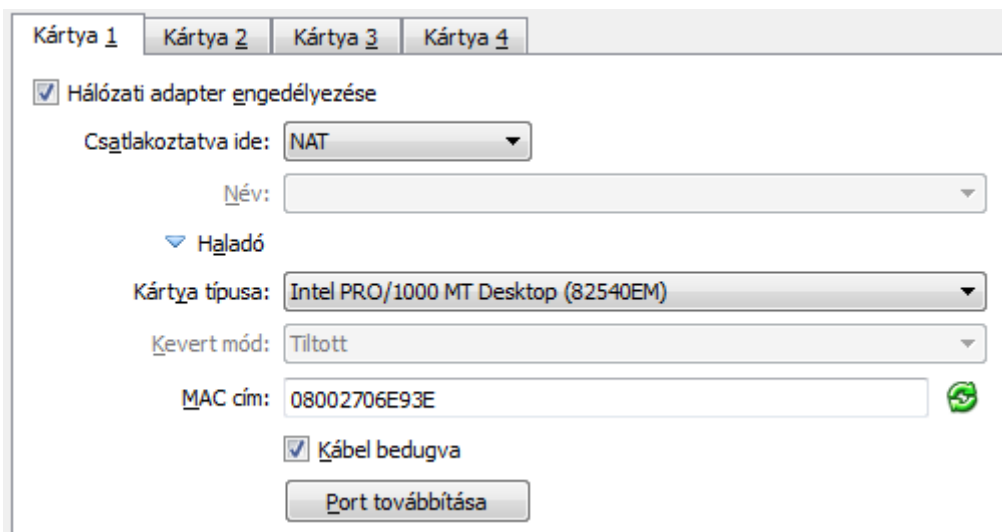 Kártya 1 Kártya 2 Kártya 3 Kártya 4
Hálózati adapter engedélyezése
Csatlakoztatva ide: NAT
Név:
Haladó
Kártya típusa: Intel PRO/1000 MT Desktop (82540EM)
Kevert mód: Tiltott
MAC cím: 08002706E93E
Kábel bedugva
Port továbbítása